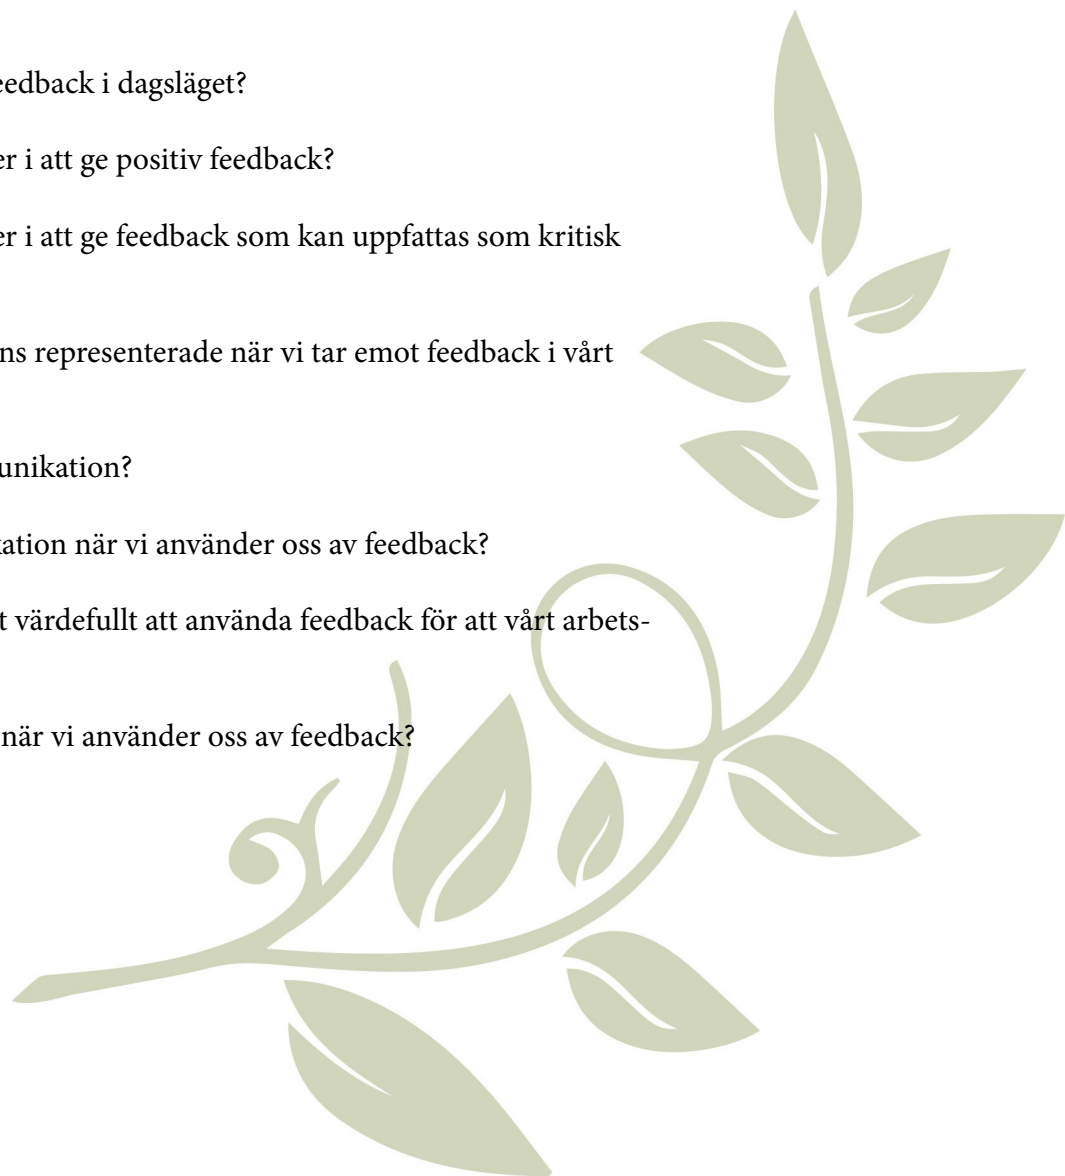 eedback i dagsläget?
er i att ge positiv feedback?
er i att ge feedback som kan uppfattas som kritisk
ns representerade när vi tar emot feedback i vårt
unikation?
kation när vi använder oss av feedback?
t värdefullt att använda feedback för att vårt arbets-
när vi använder oss av feedback?